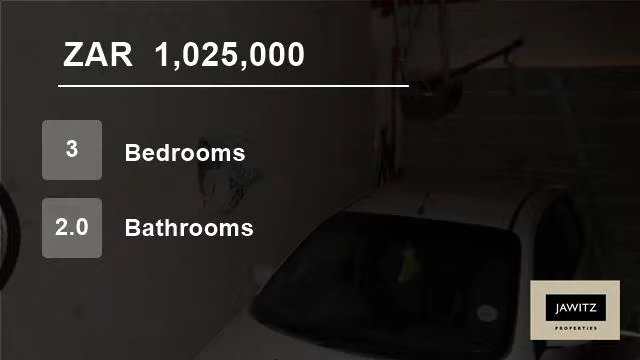 ZAR 1,025,000
3 Bedrooms
2.0 Bathrooms
JAWITZ
PROPERTIES